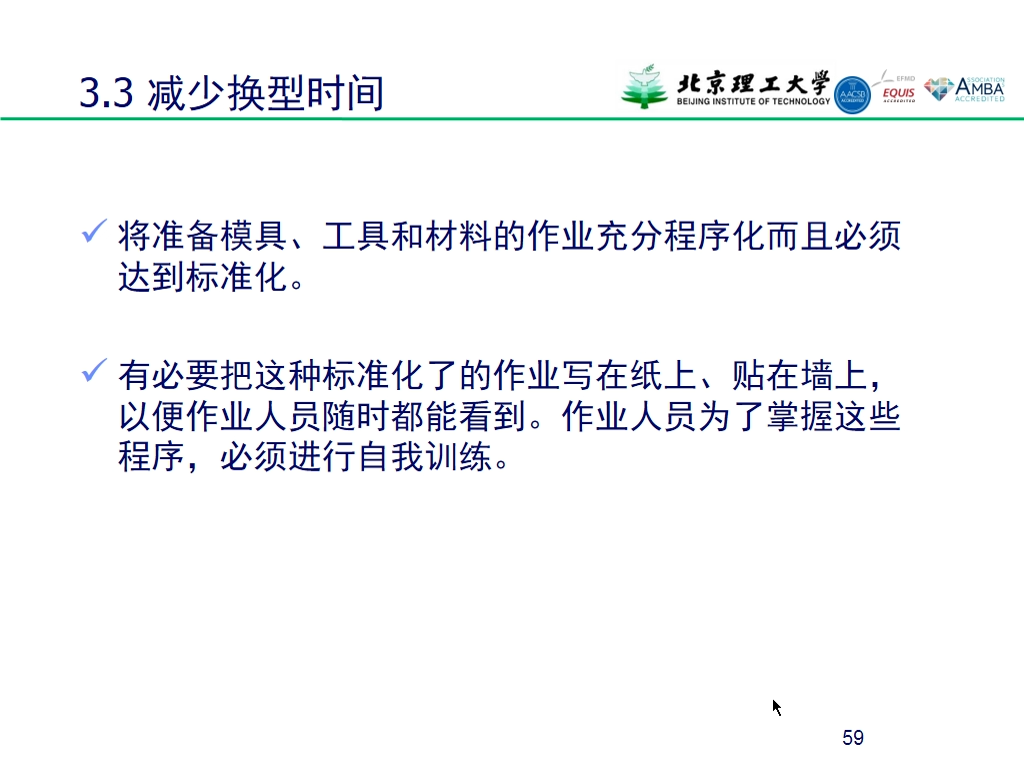 3.3 减少换型时间
北京理工大学
BEIJING INSTITUTE OF TECHNOLOGY
AACSB
ACCREDITED
EFMD
EQUIS
ACCREDITED
ASSOCIATION
AMBA
ACCREDITED
将准备模具、工具和材料的作业充分程序化而且必须
达到标准化。
有必要把这种标准化了的作业写在纸上、贴在墙上，
以便作业人员随时都能看到。作业人员为了掌握这些
程序，必须进行自我训练。
59